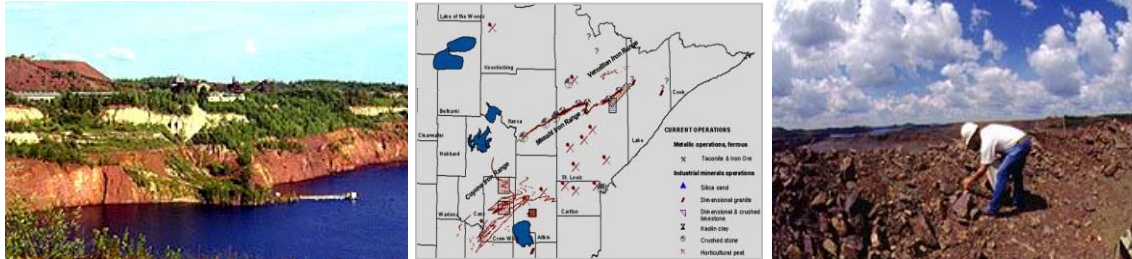 Lake of the Woods
Koochiching
Vermilion Iron Range
?
?
?
?
Cook
Beltrami
Itasca
Mesabi Iron Range
Clearwater
Hubbard
Lake
CURRENT OPERATIONS
Metallic operations, ferrous
Taconite & Iron Ore
Cuyuna Iron Range
St. Louis
Industrial minerals operations
Silica sand
Wadena
Cass
Carlton
Dimensional granite
Dimensional & crushed
limestone
Kaolin clay
Crow Wing
Aitkin
Crushed stone
Horticultural peat